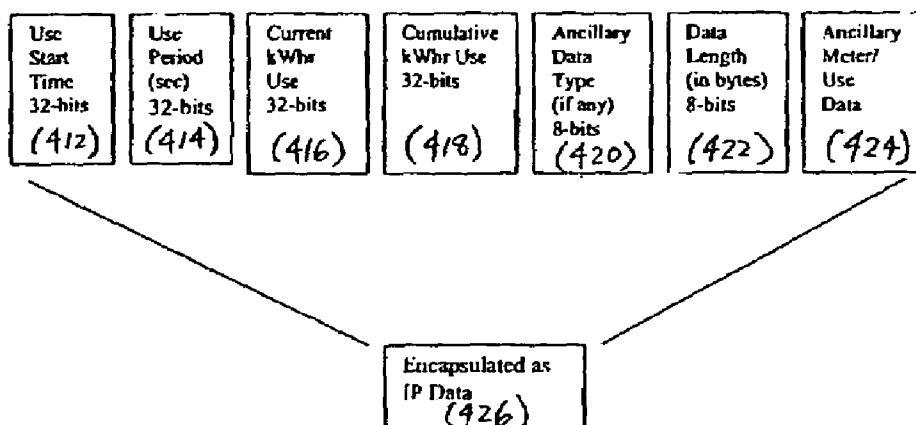 Use
Start
Time
32-bits
(412)
Use
Period
(sec)
32-bits
(414)
Current
kWhr
Use
32-bits
(416)
Cumulative
kWhr Use
32-bits
(418)
Ancillary
Data
Type
(if any)
8-bits
(420)
Data
Length
(in bytes)
8-bits
(422)
Ancillary
Meter/
Use
Data
(424)
Encapsulated as
IP Data
(426)